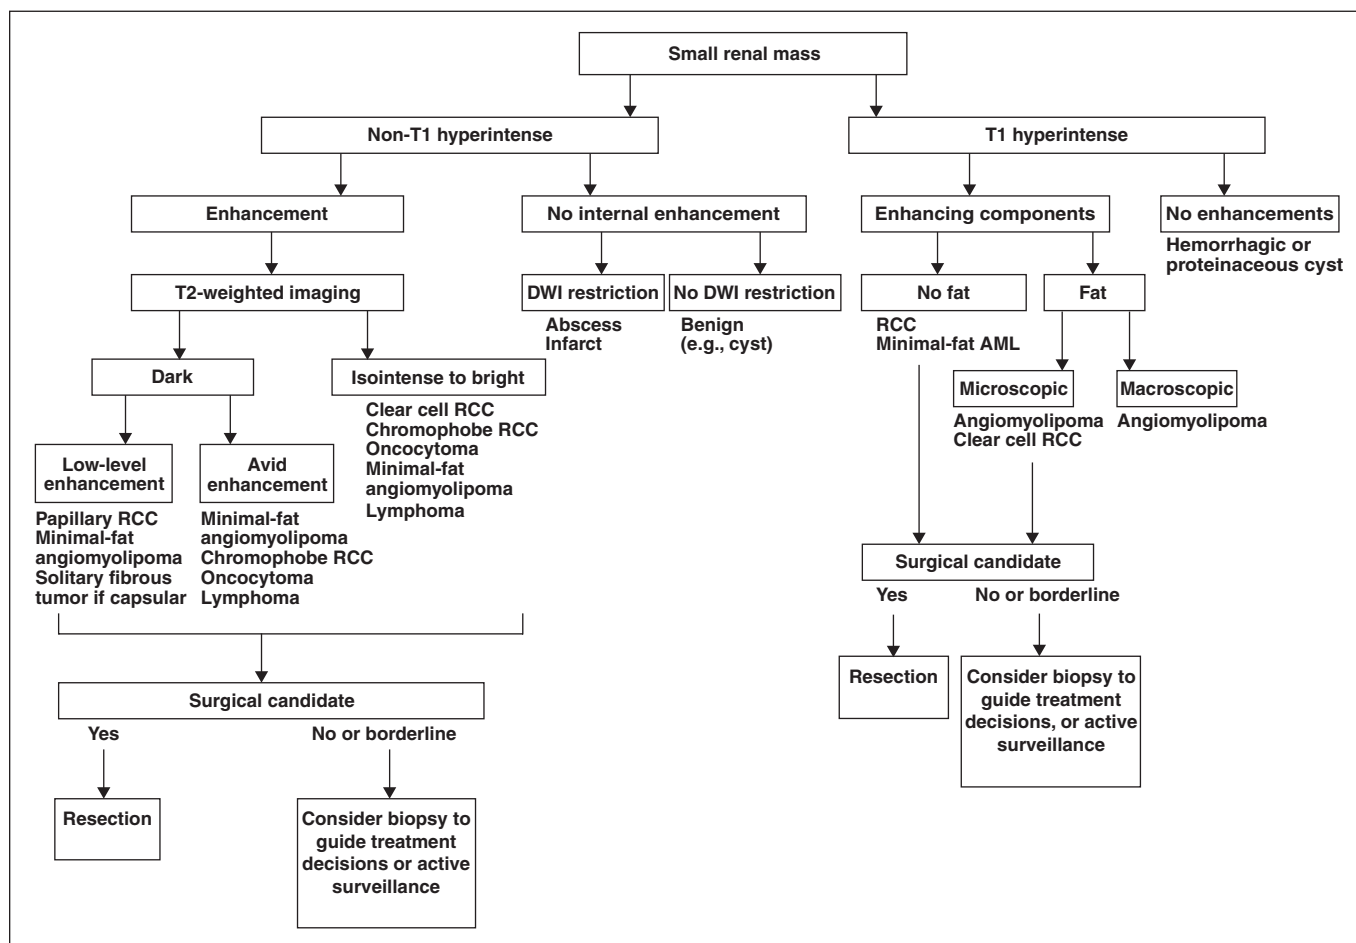 Small renal mass
Non-T1 hyperintense
T1 hyperintense
Enhancement
No internal enhancement
Enhancing components
No enhancements
Hemorrhagic or
proteinaceous cyst
T2-weighted imaging
DWI restriction
Abscess
Infarct
No DWI restriction
Benign
(e.g., cyst)
No fat
RCC
Minimal-fat AML
Fat
Dark
Isointense to bright
Clear cell RCC
Chromophobe RCC
Oncocytoma
Minimal-fat
angiomyolipoma
Lymphoma
Microscopic
Angiomyolipoma
Clear cell RCC
Macroscopic
Angiomyolipoma
Low-level
enhancement
Papillary RCC
Minimal-fat
angiomyolipoma
Solitary fibrous
tumor if capsular
Avid
enhancement
Minimal-fat
angiomyolipoma
Chromophobe RCC
Oncocytoma
Lymphoma
Surgical candidate
Yes
No or borderline
Resection
Consider biopsy to
guide treatment
decisions, or active
surveillance
Surgical candidate
Yes
No or borderline
Resection
Consider biopsy to
guide treatment
decisions or active
surveillance